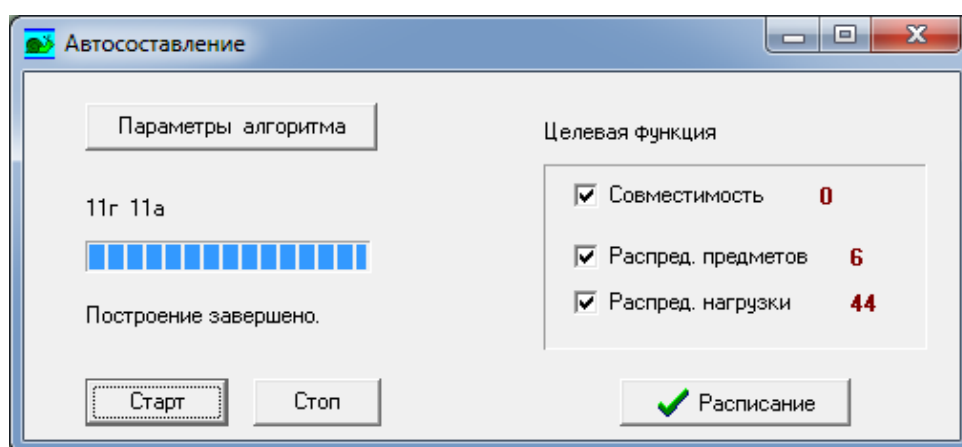 Автосоставление
Параметры алгоритма
Целевая функция
11г 11а
Совместимость 0
Распред. предметов 6
Распред. нагрузки 44
Построение завершено.
Старт
Стоп
Расписание